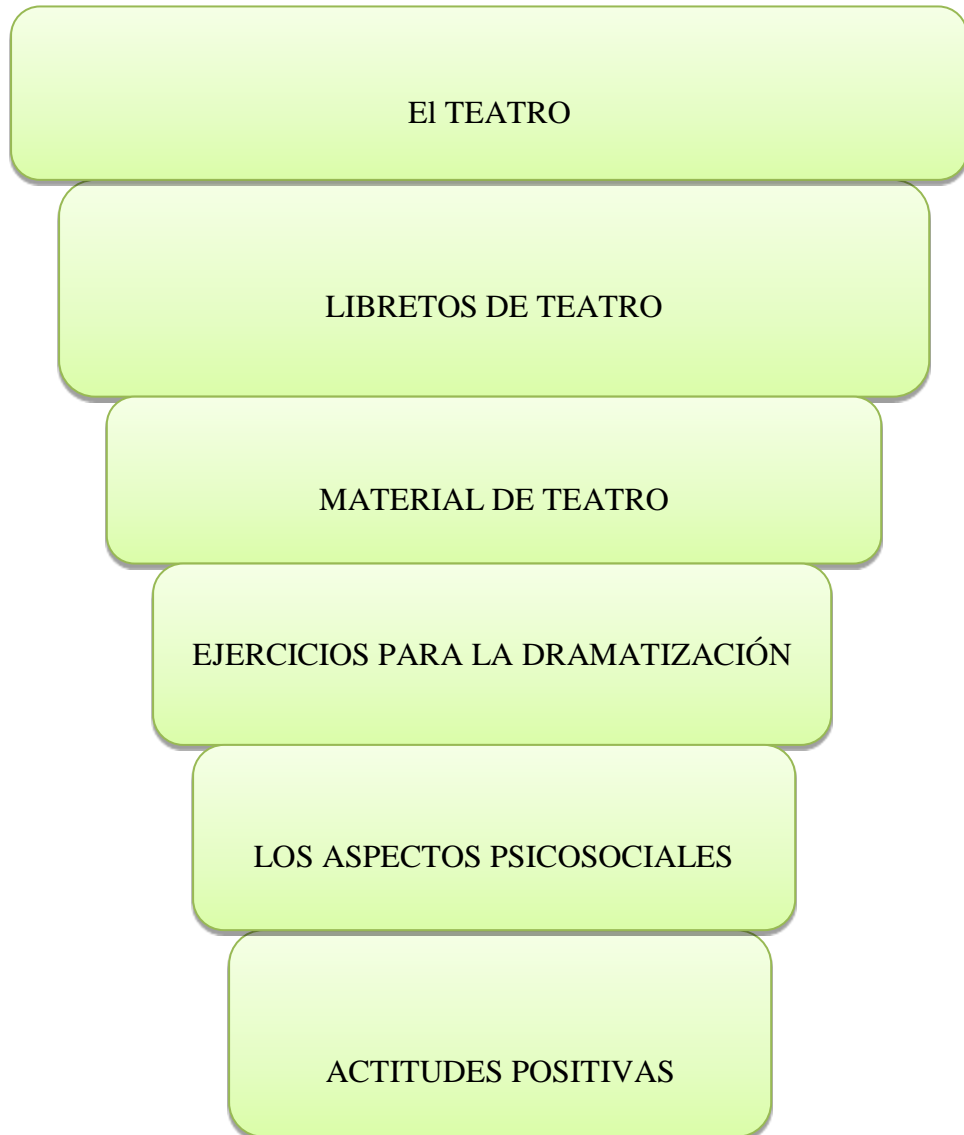 El TEATRO
LIBRETOS DE TEATRO
MATERIAL DE TEATRO
EJERCICIOS PARA LA DRAMATIZACIÓN
LOS ASPECTOS PSICOSOCIALES
ACTITUDES POSITIVAS